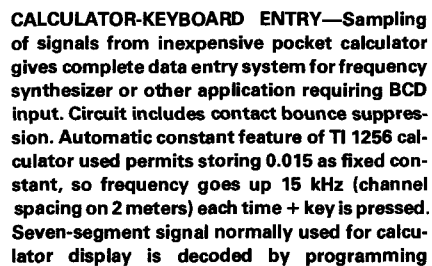 CALCULATOR-KEYBOARD ENTRY—Sampling
of signals from inexpensive pocket calculator
gives complete data entry system for frequency
synthesizer or other application requiring BCD
input. Circuit includes contact bounce suppres-
sion. Automatic constant feature of TI 1256 cal-
culator used permits storing 0.015 as fixed con-
stant, so frequency goes up 15 kHz (channel
spacing on 2 meters) each time + key is pressed.
Seven-segment signal normally used for calcu-
lator display is decoded by programming